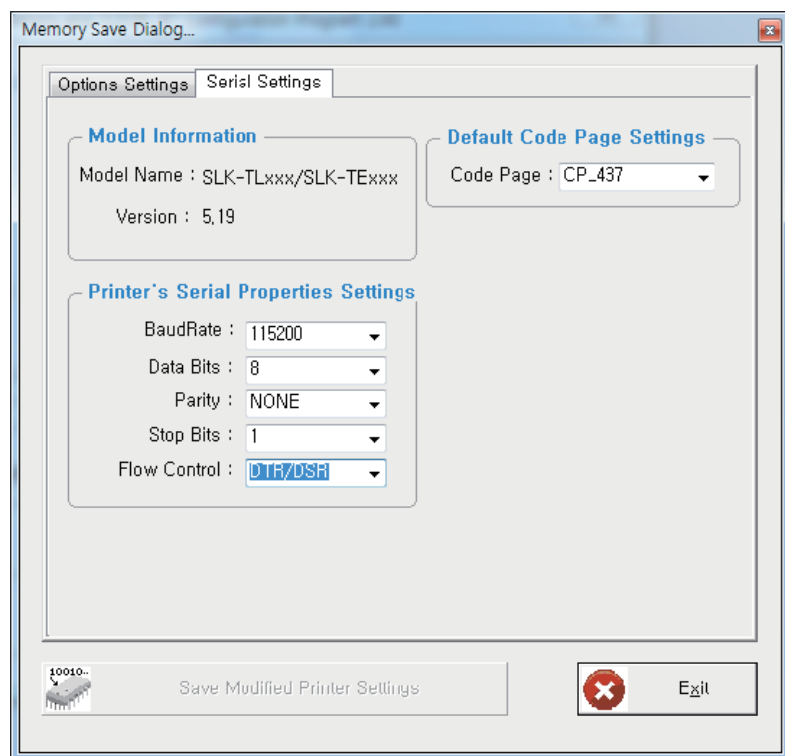 Memory Save Dialog...
Options Settings
Serial Settings
Model Information
Model Name : SLK-TLxxx/SLK-TExxx
Version : 5,19
Default Code Page Settings
Code Page : CP_437
Printer's Serial Properties Settings
BaudRate : 115200
Data Bits : 8
Parity : NONE
Stop Bits : 1
Flow Control : DTR/DSR
10010..
Save Modified Printer Settings
Exit